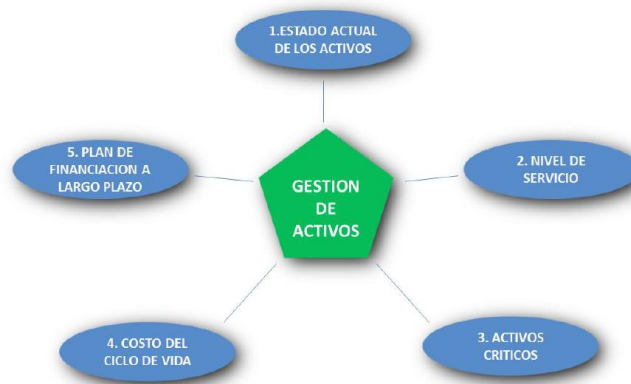 1.ESTADO ACTUAL
DE LOS ACTIVOS
2. NIVEL DE
SERVICIO
3. ACTIVOS
CRITICOS
4. COSTO DEL
CICLO DE VIDA
5. PLAN DE
FINANCIACION A
LARGO PLAZO
GESTION
DE
ACTIVOS